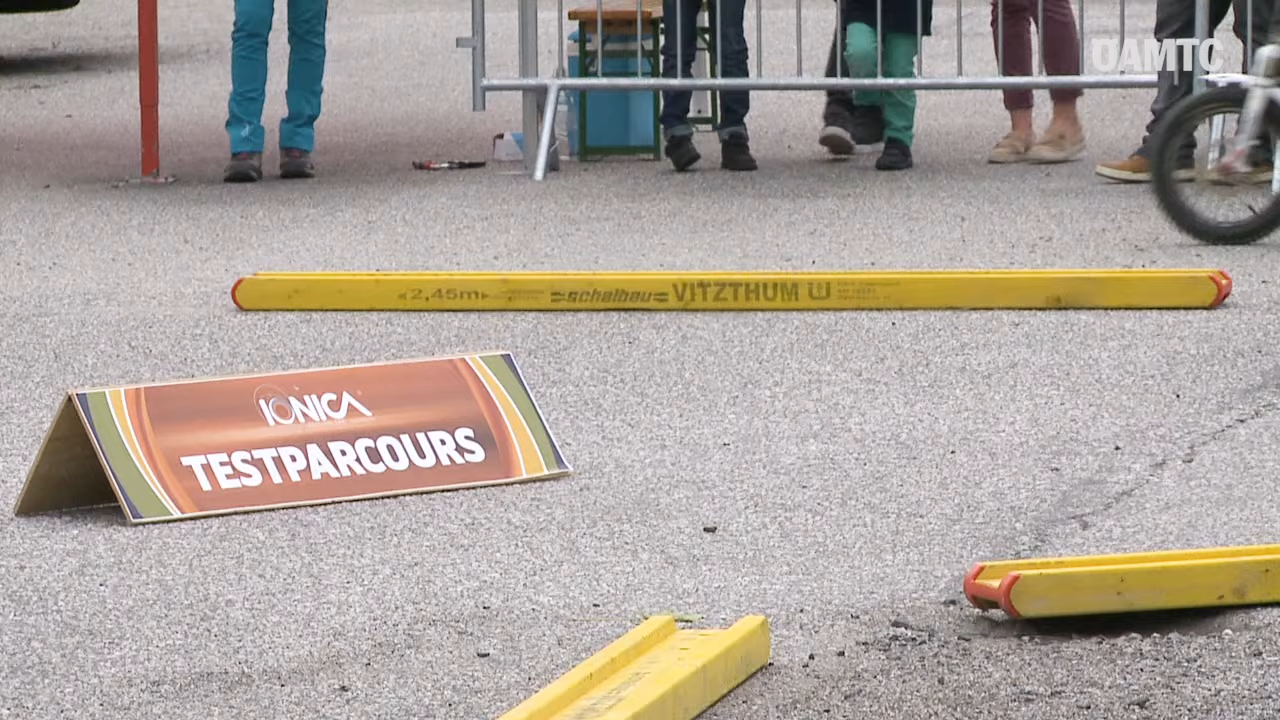 ÖAMTC
◄2,45m► =schalbau= VITZTHUM
IONICA
TESTPARCOURS